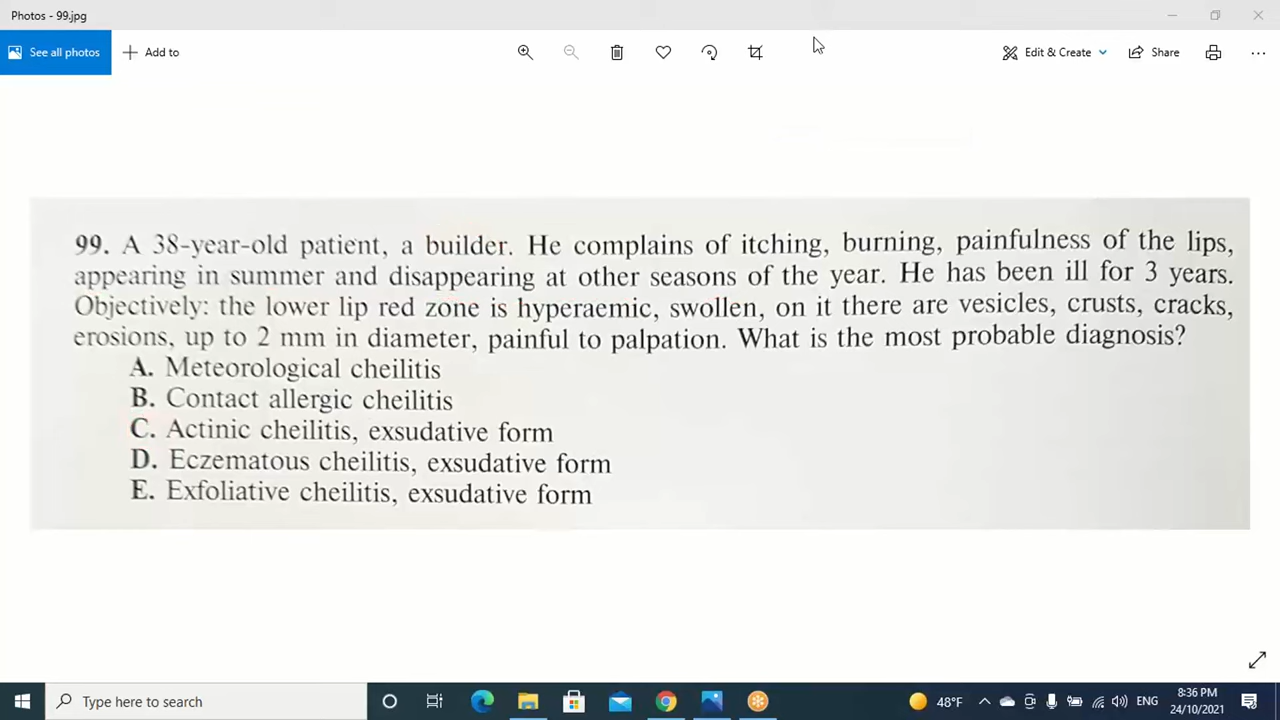 Photos - 99.jpg
See all photos
Add to
Edit & Create
Share
99. A 38-year-old patient, a builder. He complains of itching, burning, painfulness of the lips,
appearing in summer and disappearing at other seasons of the year. He has been ill for 3 years.
Objectively: the lower lip red zone is hyperaemic, swollen, on it there are vesicles, crusts, cracks,
erosions, up to 2 mm in diameter, painful to palpation. What is the most probable diagnosis?
A. Meteorological cheilitis
B. Contact allergic cheilitis
C. Actinic cheilitis, exsudative form
D. Eczematous cheilitis, exsudative form
E. Exfoliative cheilitis, exsudative form
Type here to search
48°F
ENG
8:36 PM
24/10/2021